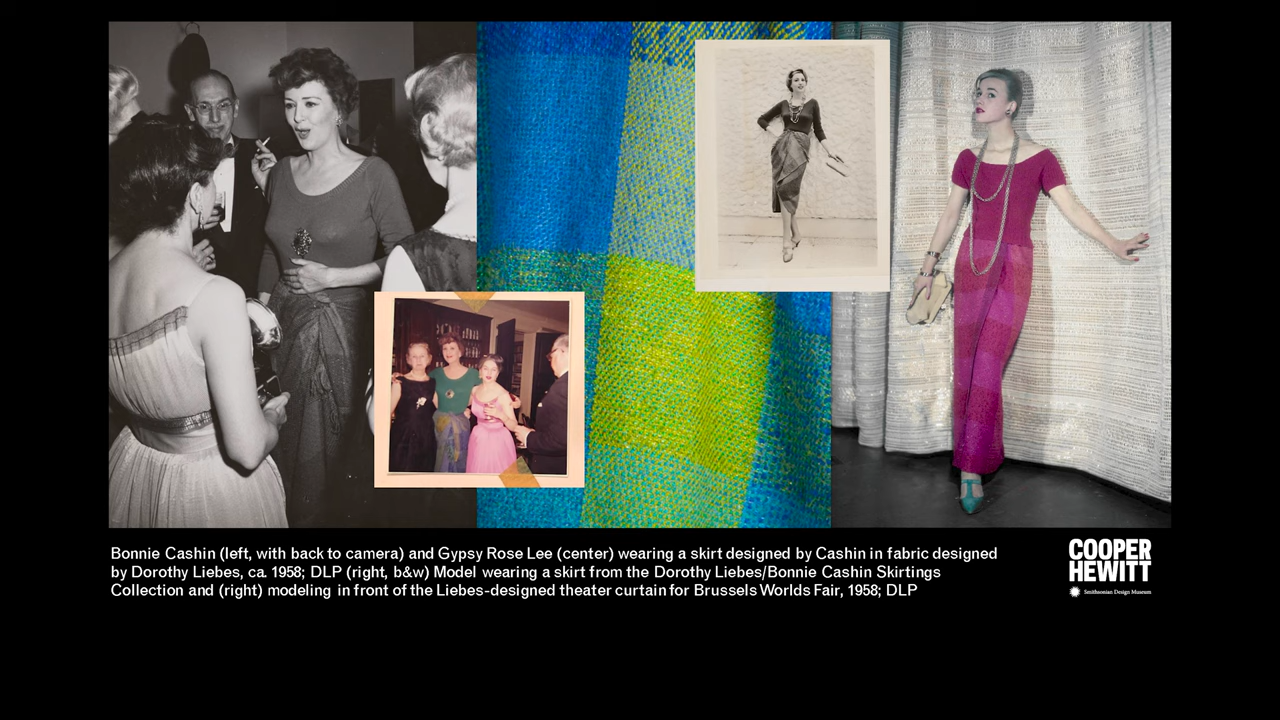 Bonnie Cashin (left, with back to camera) and Gypsy Rose Lee (center) wearing a skirt designed by Cashin in fabric designed
by Dorothy Liebes, ca. 1958; DLP (right, b&w) Model wearing a skirt from the Dorothy Liebes/Bonnie Cashin Skirtings
Collection and (right) modeling in front of the Liebes-designed theater curtain for Brussels Worlds Fair, 1958; DLP
COOPER
HEWITT
Smithsonian Design Museum